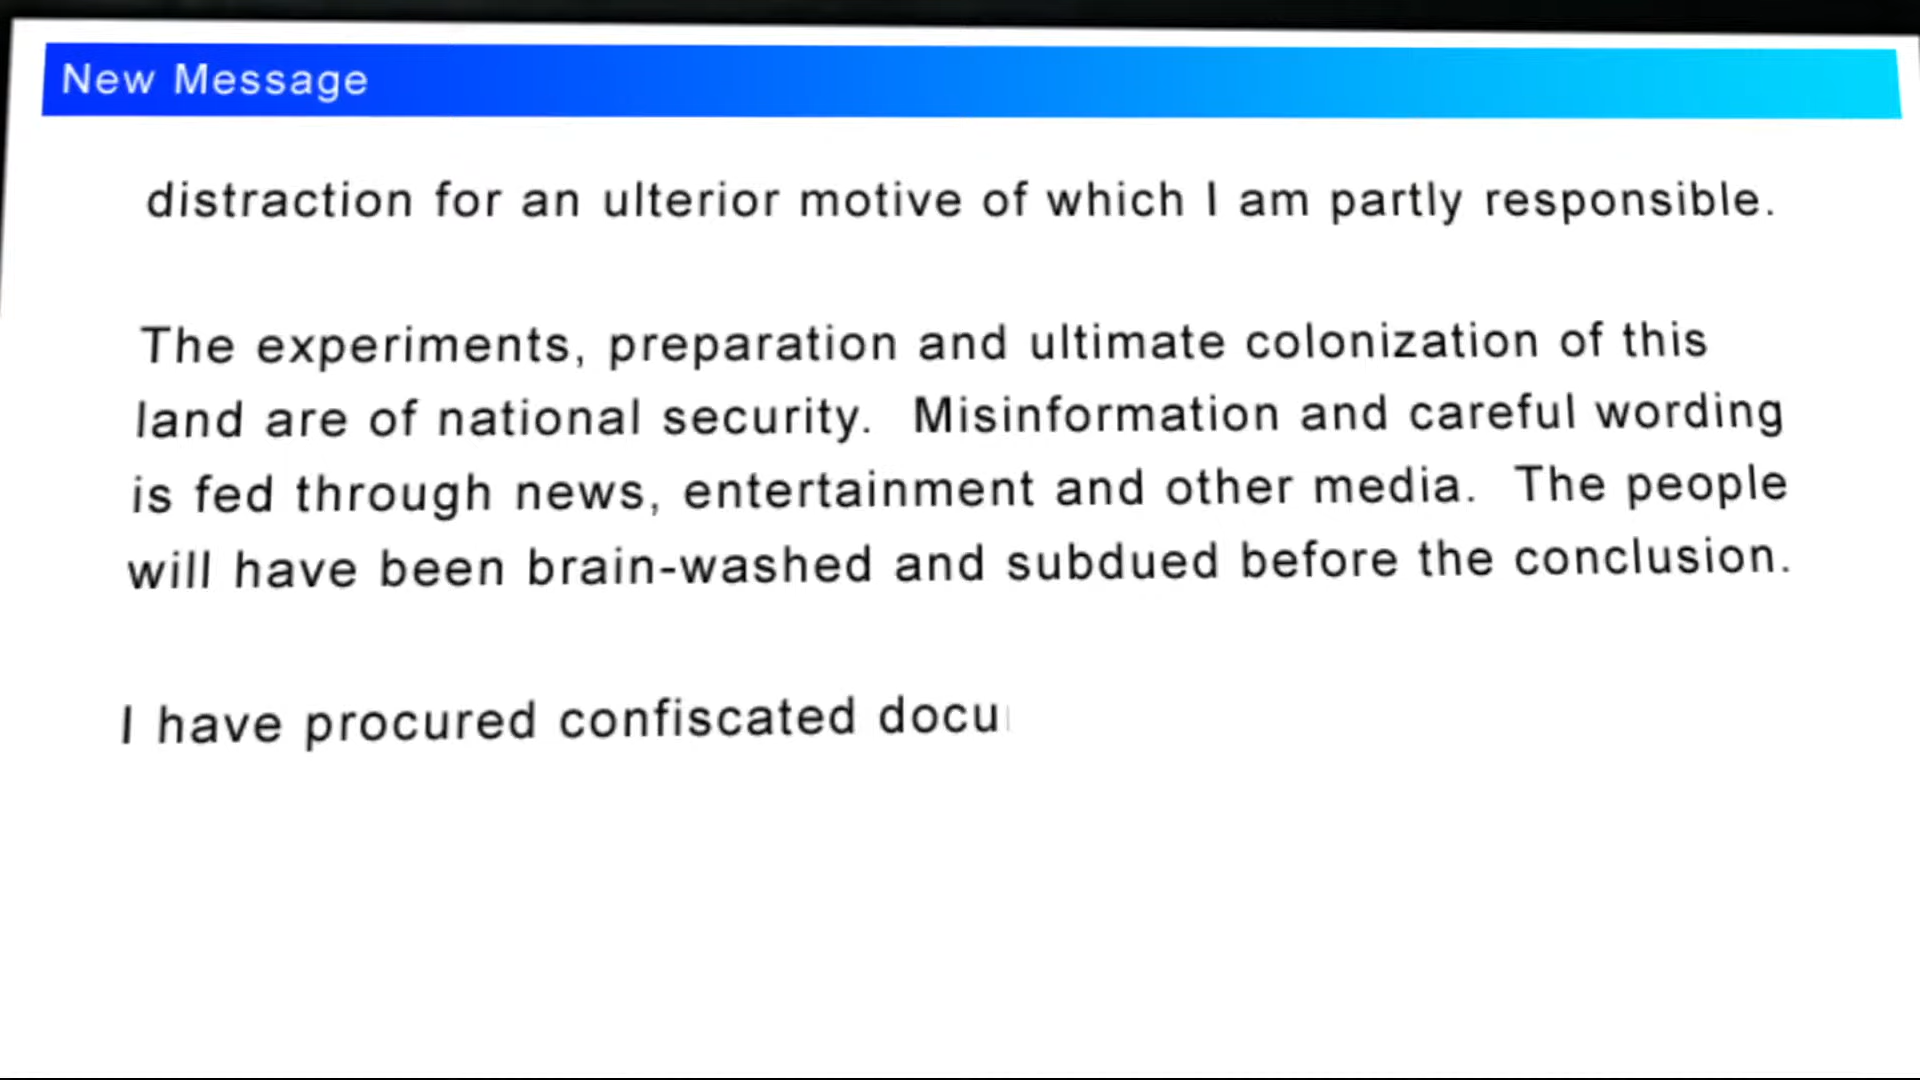 New Message
distraction for an ulterior motive of which I am partly responsible.
The experiments, preparation and ultimate colonization of this
land are of national security.  Misinformation and careful wording
is fed through news, entertainment and other media.  The people
will have been brain-washed and subdued before the conclusion.
I have procured confiscated docu